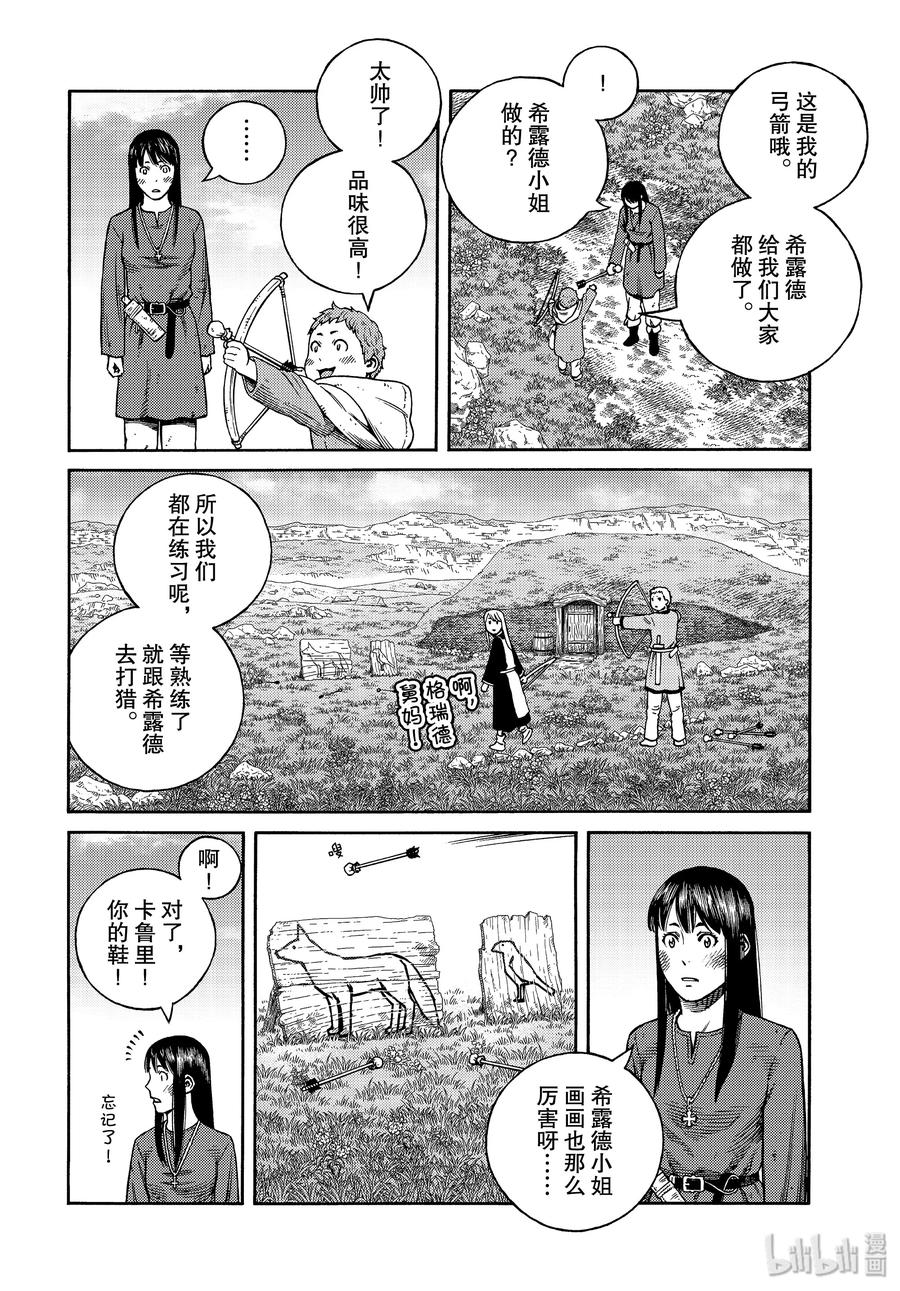 这是我的
弓箭哦。
希露德
给我们大家
都做了。
！
希露德小姐
做的？
太帅了！
品味很高！
……
所以我们
都在练习呢，
等熟练了
就跟希露德
去打猎。
啊，
格瑞德
舅妈！
希露德小姐
画画也那么
厉害呀……
嗖
啊！
对了，
卡鲁里！
你的鞋！
忘记了！
bilibili
漫画